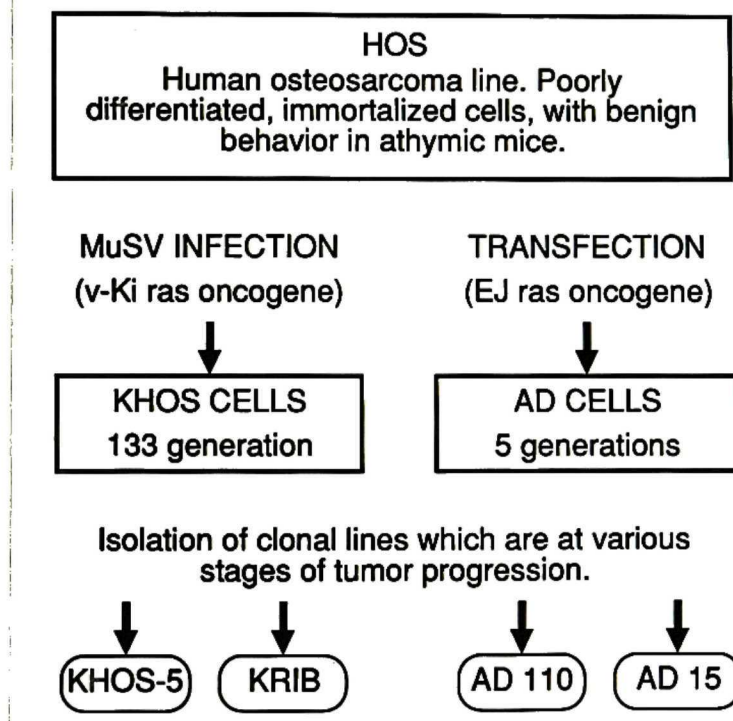 HOS
Human osteosarcoma line. Poorly
differentiated, immortalized cells, with benign
behavior in athymic mice.
MuSV INFECTION
(v-Ki ras oncogene)
TRANSFECTION
(EJ ras oncogene)
KHOS CELLS
133 generation
AD CELLS
5 generations
Isolation of clonal lines which are at various
stages of tumor progression.
KHOS-5
KRIB
AD 110
AD 15